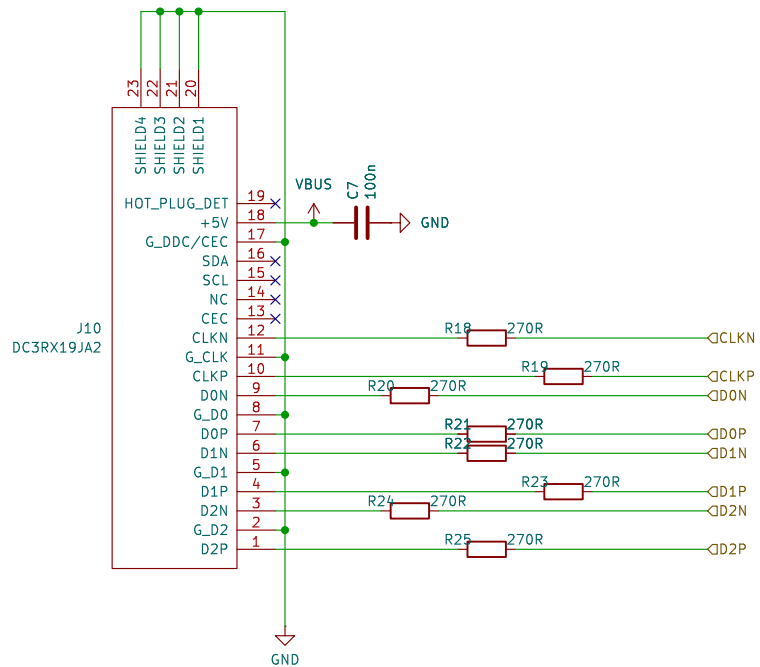 23
22
21
20
SHIELD4
SHIELD3
SHIELD2
SHIELD1
VBUS
C7
100n
GND
HOT_PLUG_DET 19
+5V 18
G_DDC/CEC 17
SDA 16
SCL 15
NC 14
CEC 13
J10
DC3RX19JA2
CLKN 12 R18 270R CLKN
G_CLK 11
CLKP 10 R19 270R CLKP
D0N 9 R20 270R D0N
G_D0 8
D0P 7 R21 270R D0P
D1N 6 R22 270R D1N
G_D1 5
D1P 4 R23 270R D1P
D2N 3 R24 270R D2N
G_D2 2
D2P 1 R25 270R D2P
GND